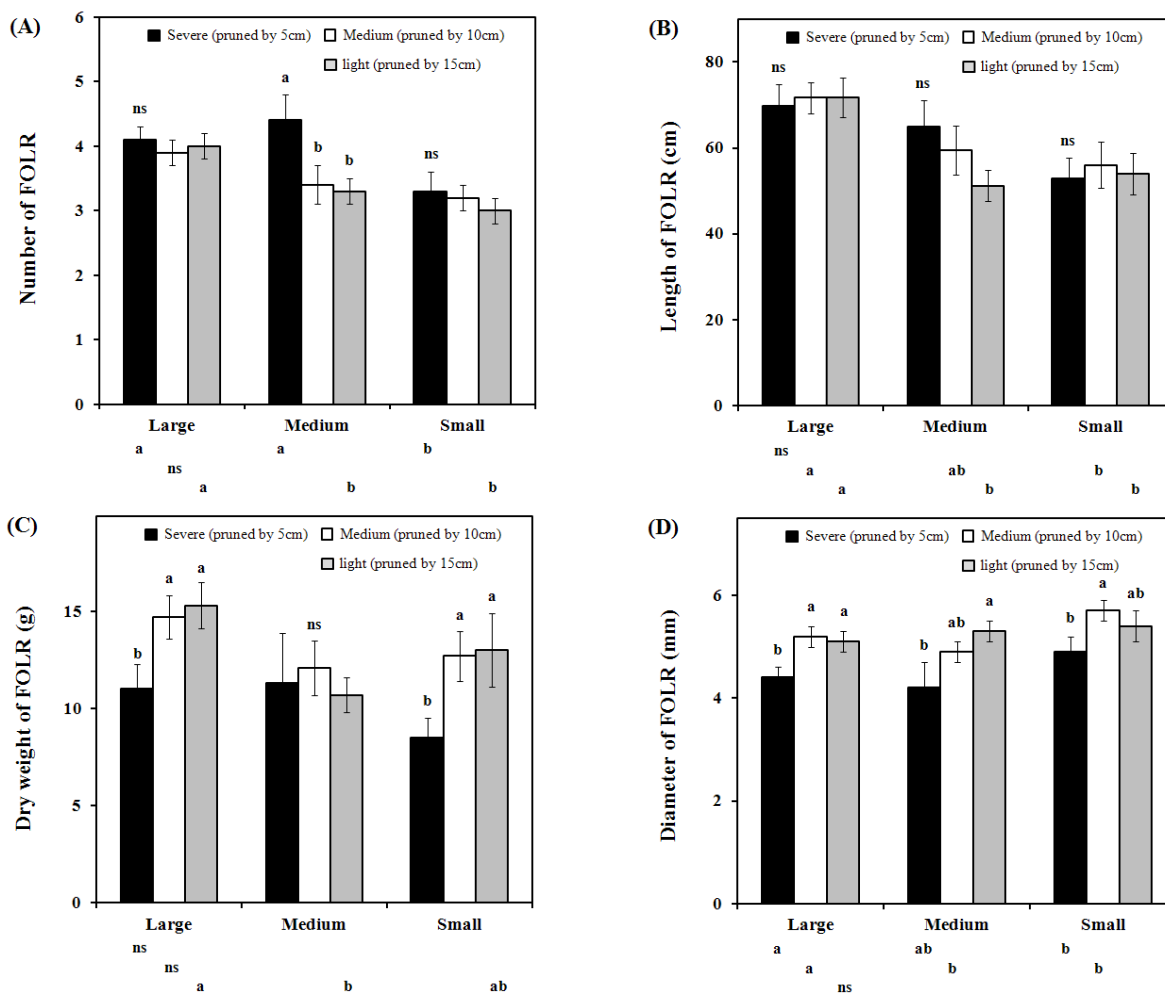 (A)
Severe (pruned by 5cm) Medium (pruned by 10cm)
light (pruned by 15cm)
Number of FOLR
6
5
4
3
2
1
0
ns
a
b
b
ns
Large Medium Small
a a b
ns
a b b
(B)
Severe (pruned by 5cm) Medium (pruned by 10cm)
light (pruned by 15cm)
Length of FOLR (cm)
80
60
40
20
0
ns
ns
ns
Large Medium Small
ns
a ab b
a b b
(C)
Severe (pruned by 5cm) Medium (pruned by 10cm)
light (pruned by 15cm)
Dry weight of FOLR (g)
15
10
5
0
b
a
a
ns
b
a
a
Large Medium Small
ns
ns
a b ab
(D)
Severe (pruned by 5cm) Medium (pruned by 10cm)
light (pruned by 15cm)
Diameter of FOLR (mm)
6
4
2
0
b
a
a
b
ab
a
b
a
ab
Large Medium Small
a ab b
a b b
ns